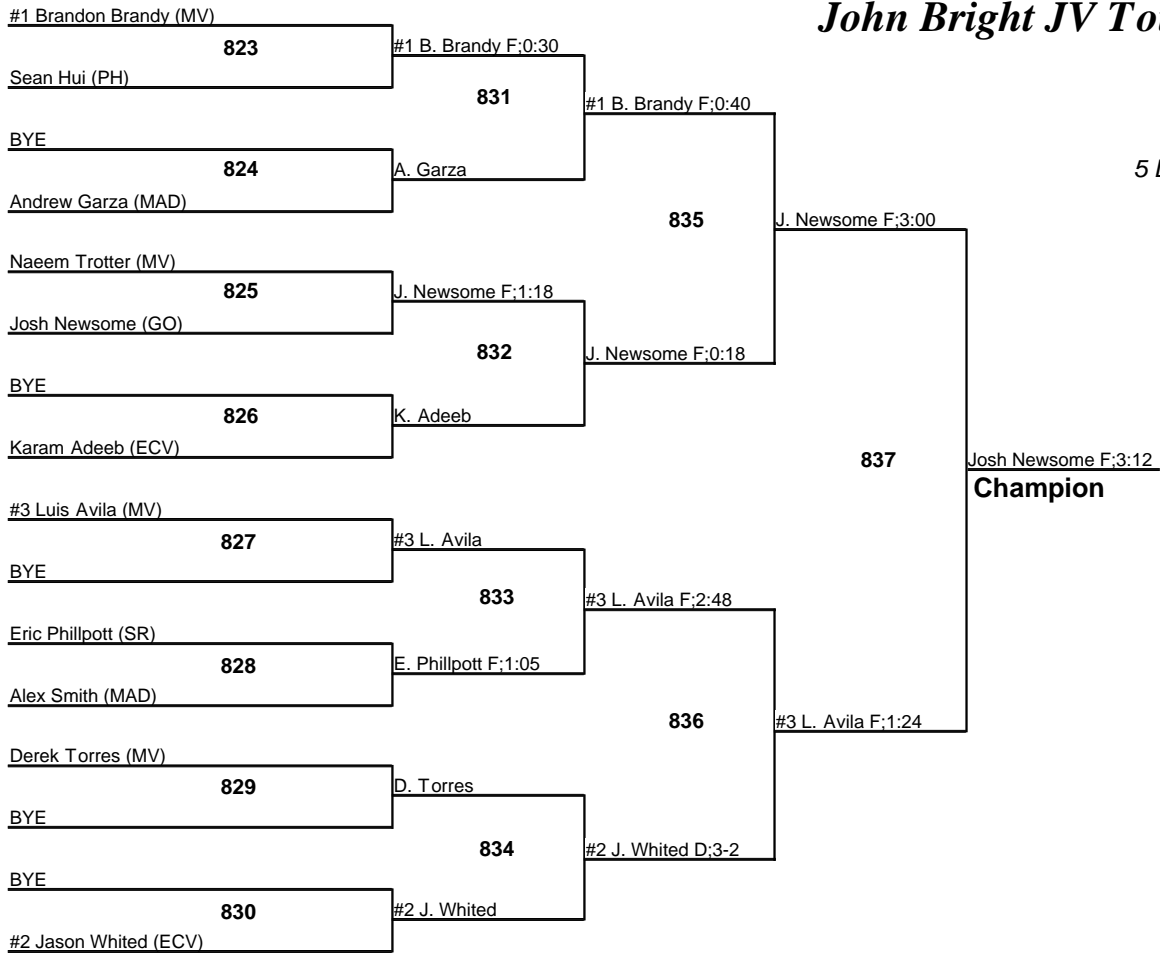 #1 Brandon Brandy (MV)
John Bright JV
823
#1 B. Brandy F;0:30
Sean Hui (PH)
831
#1 B. Brandy F;0:40
BYE
824
A. Garza
5
Andrew Garza (MAD)
835
J. Newsome F;3:00
Naeem Trotter (MV)
825
J. Newsome F;1:18
Josh Newsome (GO)
832
J. Newsome F;0:18
BYE
826
K. Adeeb
Karam Adeeb (ECV)
837
Josh Newsome F;3:12
Champion
#3 Luis Avila (MV)
827
#3 L. Avila
BYE
833
#3 L. Avila F;2:48
Eric Phillpott (SR)
828
E. Phillpott F;1:05
Alex Smith (MAD)
836
#3 L. Avila F;1:24
Derek Torres (MV)
829
D. Torres
BYE
834
#2 J. Whited D;3-2
BYE
830
#2 J. Whited
#2 Jason Whited (ECV)